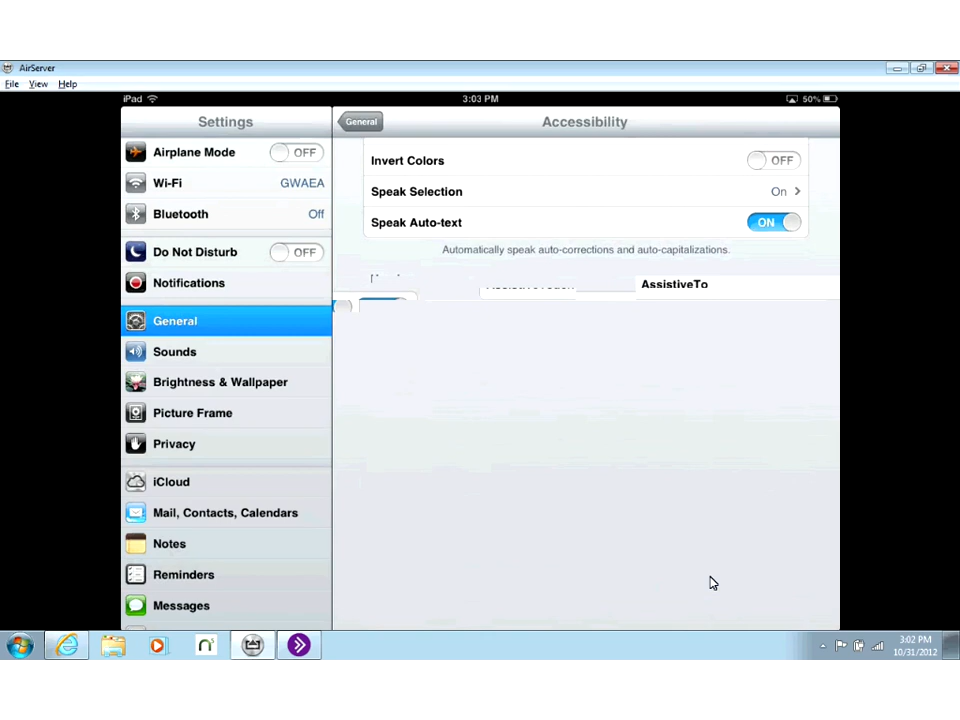 AirServer
File View Help
iPad 3:03 PM 50%
Settings
General Accessibility
Airplane Mode OFF
Wi-Fi GWAEA
Bluetooth Off
Do Not Disturb OFF
Notifications
General
Sounds
Brightness & Wallpaper
Picture Frame
Privacy
iCloud
Mail, Contacts, Calendars
Notes
Reminders
Messages
Invert Colors OFF
Speak Selection On
Speak Auto-text ON
Automatically speak auto-corrections and auto-capitalizations.
AssistiveTo
3:02 PM
10/31/2012